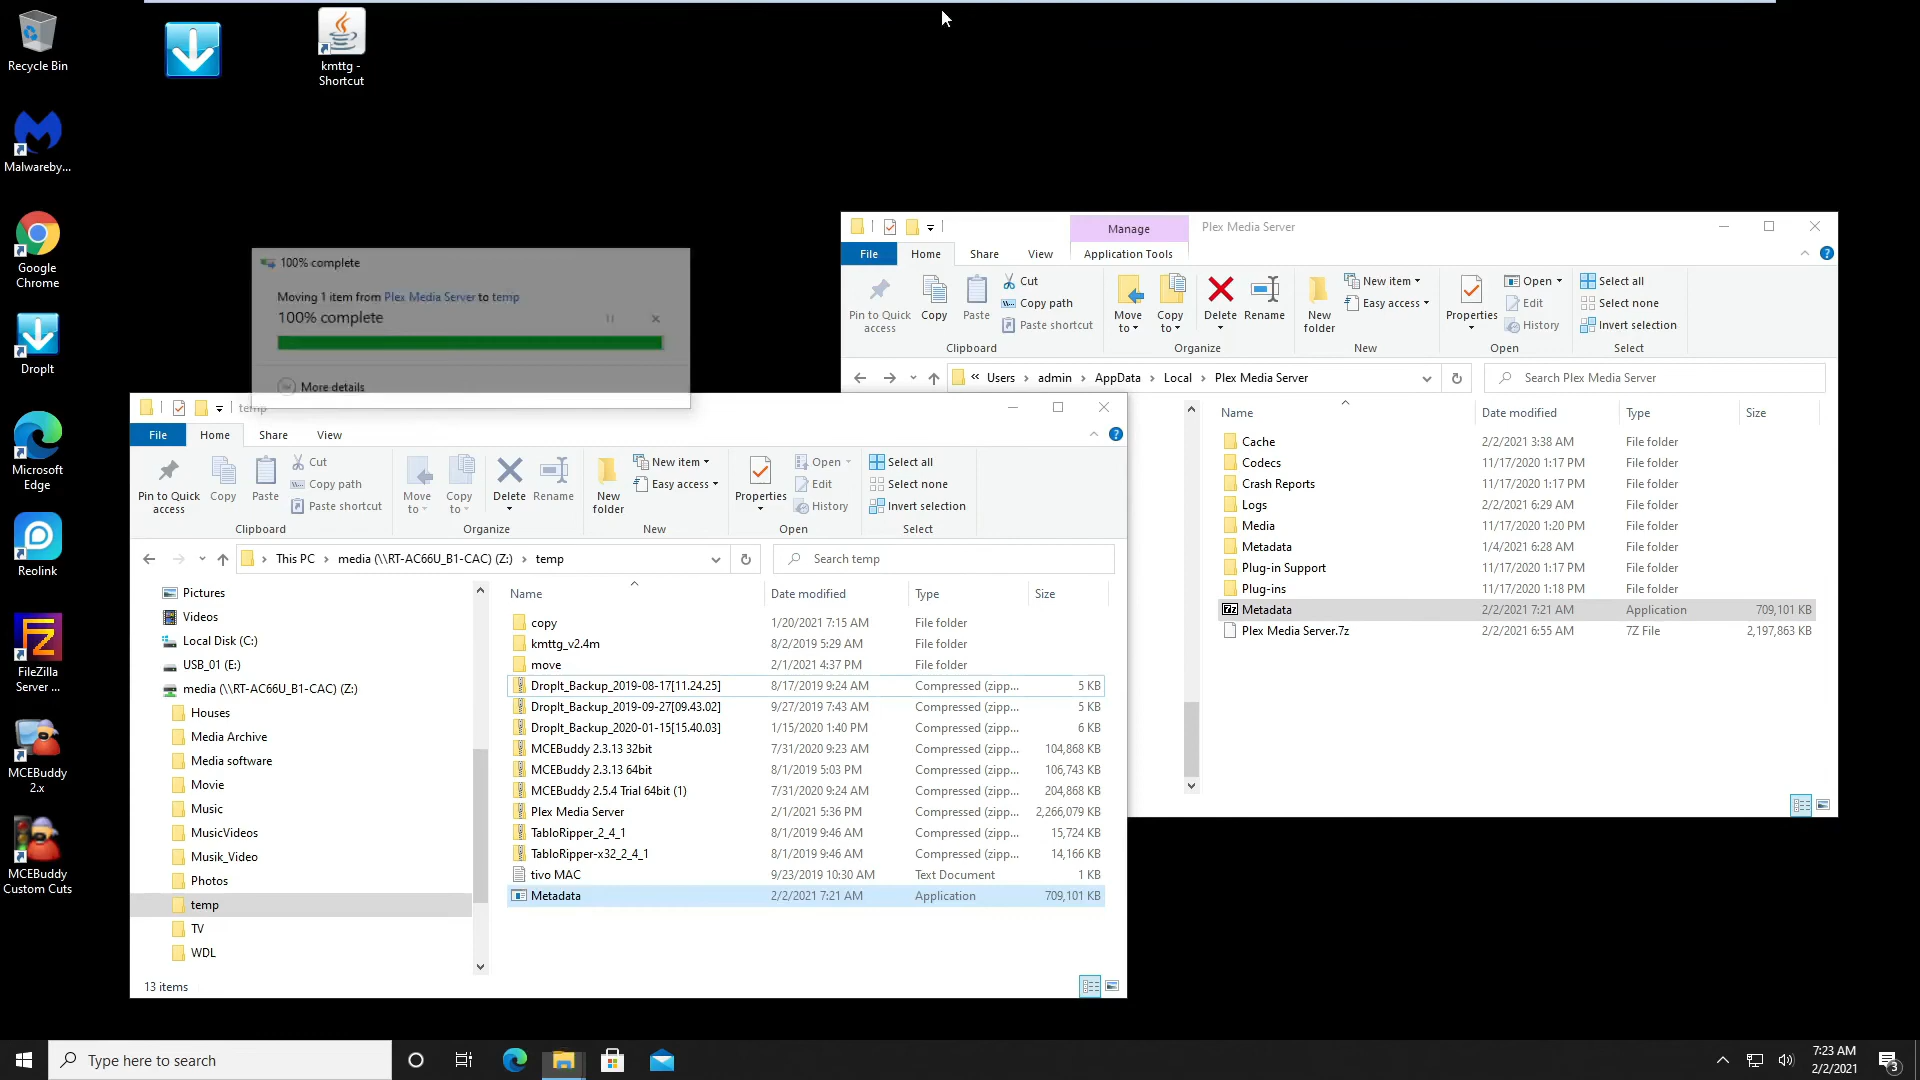 Recycle Bin
kmttg -
Shortcut
Malwareby...
Google
Chrome
DropIt
Microsoft
Edge
Reolink
FileZilla
Server ...
MCEBuddy
2.x
MCEBuddy
Custom Cuts
100% complete
Moving 1 item from Plex Media Server to temp
100% complete
More details
Manage
Plex Media Server
File
Home
Share
View
Application Tools
Pin to Quick
access
Copy
Paste
Cut
Copy path
Paste shortcut
Clipboard
Move
to
Copy
to
Delete
Rename
Organize
New
folder
New item
Easy access
New
Properties
Open
Edit
History
Open
Select all
Select none
Invert selection
Select
« Users › admin › AppData › Local › Plex Media Server
Search Plex Media Server
Name Date modified Type Size
Cache 2/2/2021 3:38 AM File folder
Codecs 11/17/2020 1:17 PM File folder
Crash Reports 11/17/2020 1:17 PM File folder
Logs 2/2/2021 6:29 AM File folder
Media 11/17/2020 1:20 PM File folder
Metadata 1/4/2021 6:28 AM File folder
Plug-in Support 11/17/2020 1:17 PM File folder
Plug-ins 11/17/2020 1:18 PM File folder
Metadata 2/2/2021 7:21 AM Application 709,101 KB
Plex Media Server.7z 2/2/2021 6:55 AM 7Z File 2,197,863 KB
temp
File
Home
Share
View
Pin to Quick
access
Copy
Paste
Cut
Copy path
Paste shortcut
Clipboard
Move
to
Copy
to
Delete
Rename
Organize
New
folder
New item
Easy access
New
Properties
Open
Edit
History
Open
Select all
Select none
Invert selection
Select
› This PC › media (\\RT-AC66U_B1-CAC) (Z:) › temp
Search temp
Pictures
Videos
Local Disk (C:)
USB_01 (E:)
media (\\RT-AC66U_B1-CAC) (Z:)
Houses
Media Archive
Media software
Movie
Music
MusicVideos
Musik_Video
Photos
temp
TV
WDL
Name Date modified Type Size
copy 1/20/2021 7:15 AM File folder
kmttg_v2.4m 8/2/2019 5:29 AM File folder
move 2/1/2021 4:37 PM File folder
DropIt_Backup_2019-08-17[11.24.25] 8/17/2019 9:24 AM Compressed (zipp... 5 KB
DropIt_Backup_2019-09-27[09.43.02] 9/27/2019 7:43 AM Compressed (zipp... 5 KB
DropIt_Backup_2020-01-15[15.40.03] 1/15/2020 1:40 PM Compressed (zipp... 6 KB
MCEBuddy 2.3.13 32bit 7/31/2020 9:23 AM Compressed (zipp... 104,868 KB
MCEBuddy 2.3.13 64bit 8/1/2019 5:03 PM Compressed (zipp... 106,743 KB
MCEBuddy 2.5.4 Trial 64bit (1) 7/31/2020 9:24 AM Compressed (zipp... 204,868 KB
Plex Media Server 2/1/2021 5:36 PM Compressed (zipp... 2,266,079 KB
TabloRipper_2_4_1 8/1/2019 9:46 AM Compressed (zipp... 15,724 KB
TabloRipper-x32_2_4_1 8/1/2019 9:46 AM Compressed (zipp... 14,166 KB
tivo MAC 9/23/2019 10:30 AM Text Document 1 KB
Metadata 2/2/2021 7:21 AM Application 709,101 KB
13 items
Type here to search
7:23 AM
2/2/2021
3